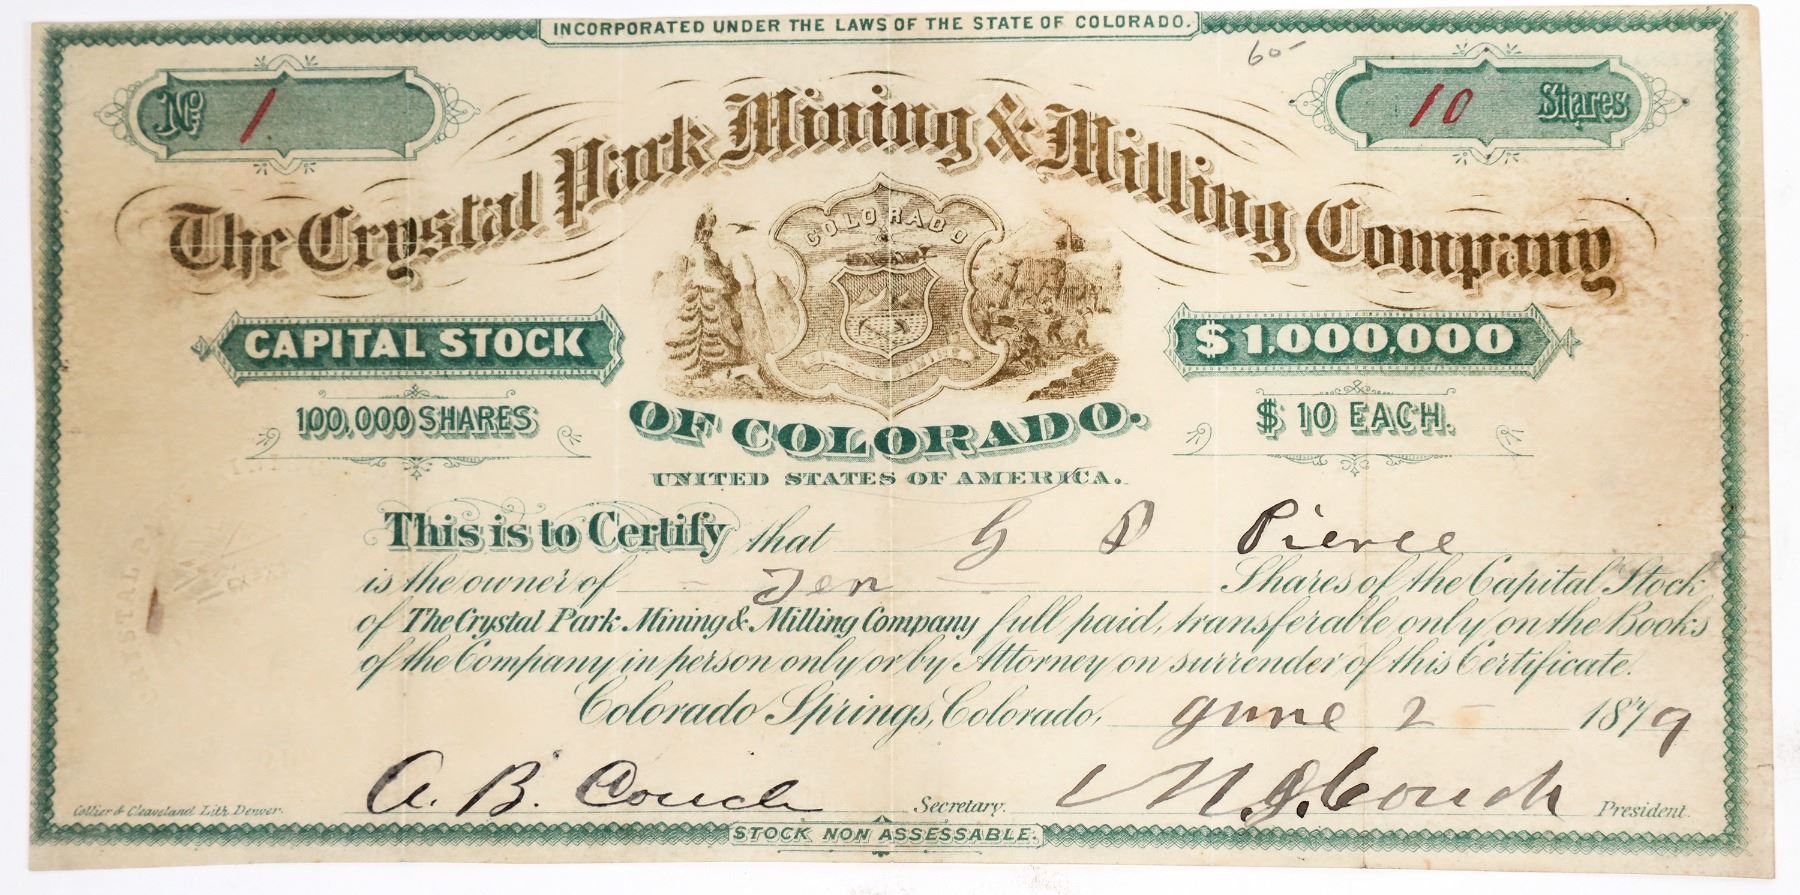 INCORPORATED UNDER THE LAWS OF THE STATE OF COLORADO.
60-
No 1
10 Shares
The Crystal Park Mining & Milling Company
COLORADO
CAPITAL STOCK
$1,000,000
100,000 SHARES
$10 EACH.
OF COLORADO.
UNITED STATES OF AMERICA.
This is to Certify that G D Pierce
is the owner of - Ten - Shares of the Capital Stock
of The Crystal Park Mining & Milling Company full paid, transferable only on the Books
of the Company in person only or by Attorney on surrender of this Certificate.
Colorado Springs, Colorado, June 2 - 1879
A. B. Couch Secretary. M. J. Couch President.
Collier & Cleaveland Lith. Denver.
STOCK NON ASSESSABLE.